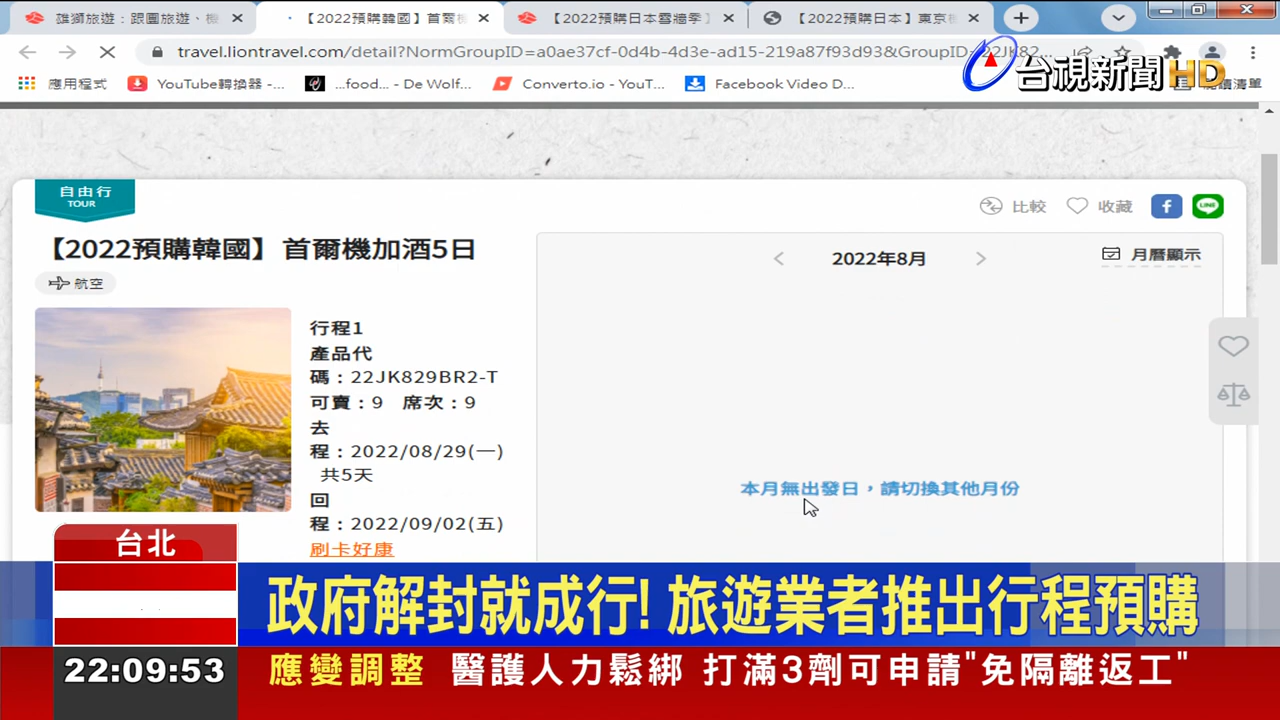 雄獅旅遊：跟團旅遊、機
【2022預購韓國】首爾機
【2022預購日本雪牆季】
【2022預購日本】東京機
travel.liontravel.com/detail?NormGroupID=a0ae37cf-0d4b-4d3e-ad15-219a87f93d93&GroupID=22JK82...
應用程式
YouTube轉換器 -...
...food... - De Wolf...
Converto.io - YouT...
Facebook Video D...
閱讀清單
台視新聞HD
自由行
TOUR
比較
收藏
f
LINE
【2022預購韓國】首爾機加酒5日
航空
2022年8月
月曆顯示
行程1
產品代
碼：22JK829BR2-T
可賣：9 席次：9
去
程：2022/08/29(一)
共5天
回
程：2022/09/02(五)
刷卡好康
本月無出發日，請切換其他月份
台北
政府解封就成行! 旅遊業者推出行程預購
22:09:53
應變調整 醫護人力鬆綁 打滿3劑可申請"免隔離返工"